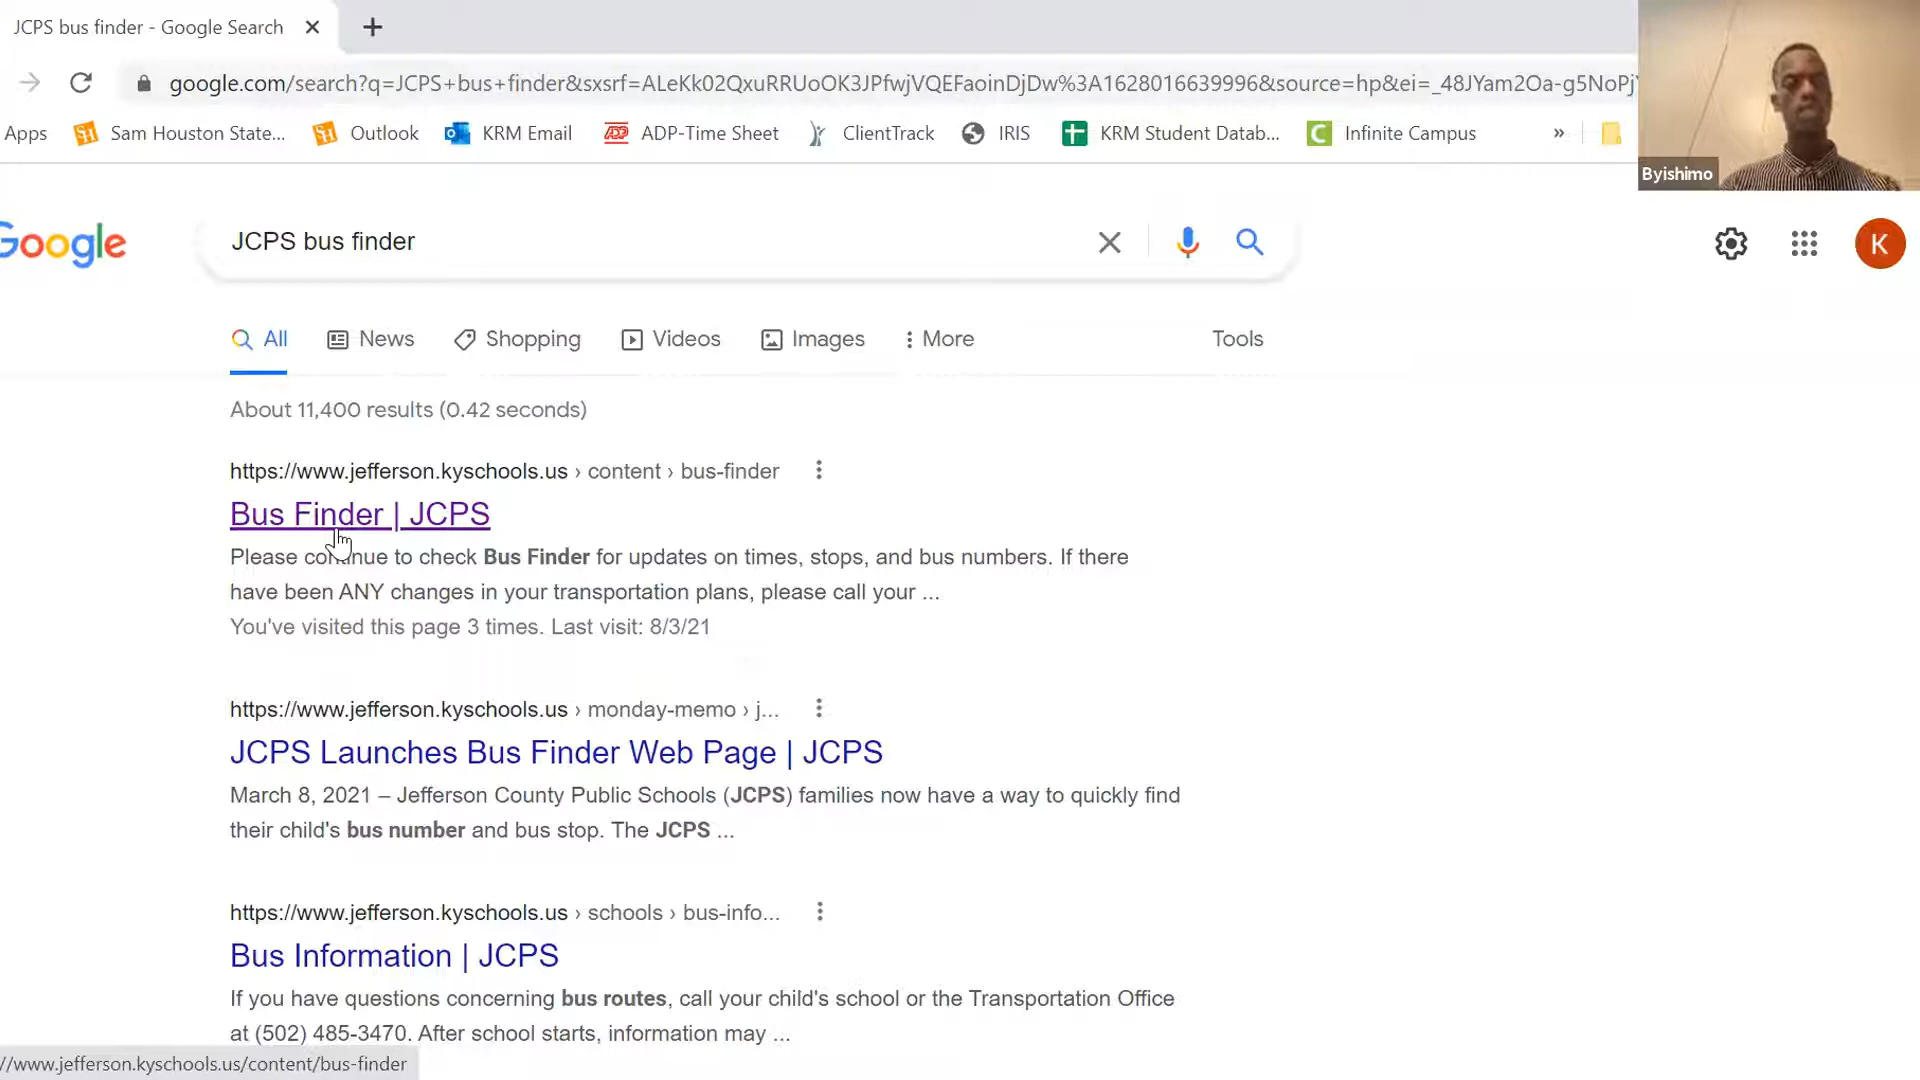 JCPS bus finder - Google Search
google.com/search?q=JCPS+bus+finder&sxsrf=ALeKk02QxuRRUoOK3JPfwjVQEFaoinDjDw%3A1628016639996&source=hp&ei=_48JYam2Oa-g5NoPj
Apps Sam Houston State... Outlook KRM Email ADP-Time Sheet ClientTrack IRIS KRM Student Datab... Infinite Campus »
Byishimo
Google JCPS bus finder K
All News Shopping Videos Images More Tools
About 11,400 results (0.42 seconds)
https://www.jefferson.kyschools.us › content › bus-finder
Bus Finder | JCPS
Please continue to check Bus Finder for updates on times, stops, and bus numbers. If there
have been ANY changes in your transportation plans, please call your ...
You've visited this page 3 times. Last visit: 8/3/21
https://www.jefferson.kyschools.us › monday-memo › j...
JCPS Launches Bus Finder Web Page | JCPS
March 8, 2021 – Jefferson County Public Schools (JCPS) families now have a way to quickly find
their child's bus number and bus stop. The JCPS ...
https://www.jefferson.kyschools.us › schools › bus-info...
Bus Information | JCPS
If you have questions concerning bus routes, call your child's school or the Transportation Office
at (502) 485-3470. After school starts, information may ...
//www.jefferson.kyschools.us/content/bus-finder